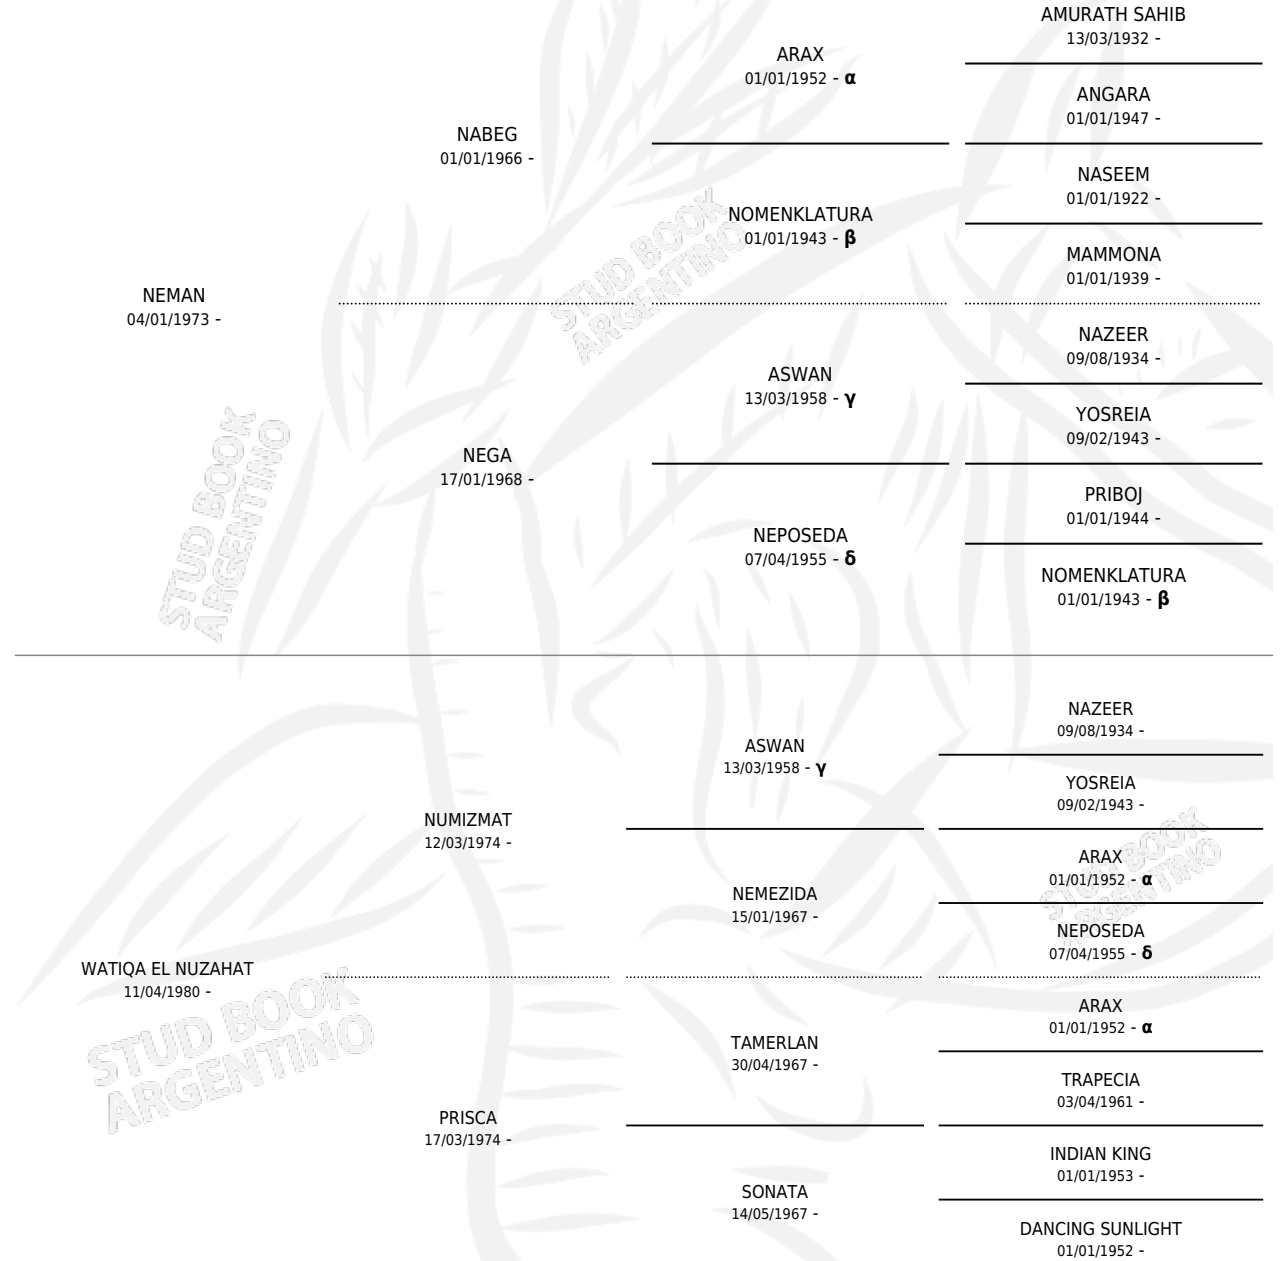 AMURATH SAHIB
13/03/1932 -
ARAX
01/01/1952 - α
ANGARA
01/01/1947 -
NABEG
01/01/1966 -
NASEEM
01/01/1922 -
NOMENKLATURA
01/01/1943 - β
MAMMONA
01/01/1939 -
NEMAN
04/01/1973 -
NAZEER
09/08/1934 -
ASWAN
13/03/1958 - γ
YOSREIA
09/02/1943 -
NEGA
17/01/1968 -
PRIBOJ
01/01/1944 -
NEPOSEDA
07/04/1955 - δ
NOMENKLATURA
01/01/1943 - β
NAZEER
09/08/1934 -
ASWAN
13/03/1958 - γ
YOSREIA
09/02/1943 -
NUMIZMAT
12/03/1974 -
ARAX
01/01/1952 - α
NEMEZIDA
15/01/1967 -
NEPOSEDA
07/04/1955 - δ
WATIQA EL NUZAHAT
11/04/1980 -
ARAX
01/01/1952 - α
TAMERLAN
30/04/1967 -
TRAPECIA
03/04/1961 -
PRISCA
17/03/1974 -
INDIAN KING
01/01/1953 -
SONATA
14/05/1967 -
DANCING SUNLIGHT
01/01/1952 -
STUD BOOK
ARGENTINO
STUD BOOK
ARGENTINO
STUD BOOK
ARGENTINO
STUD BOOK
ARGENTINO